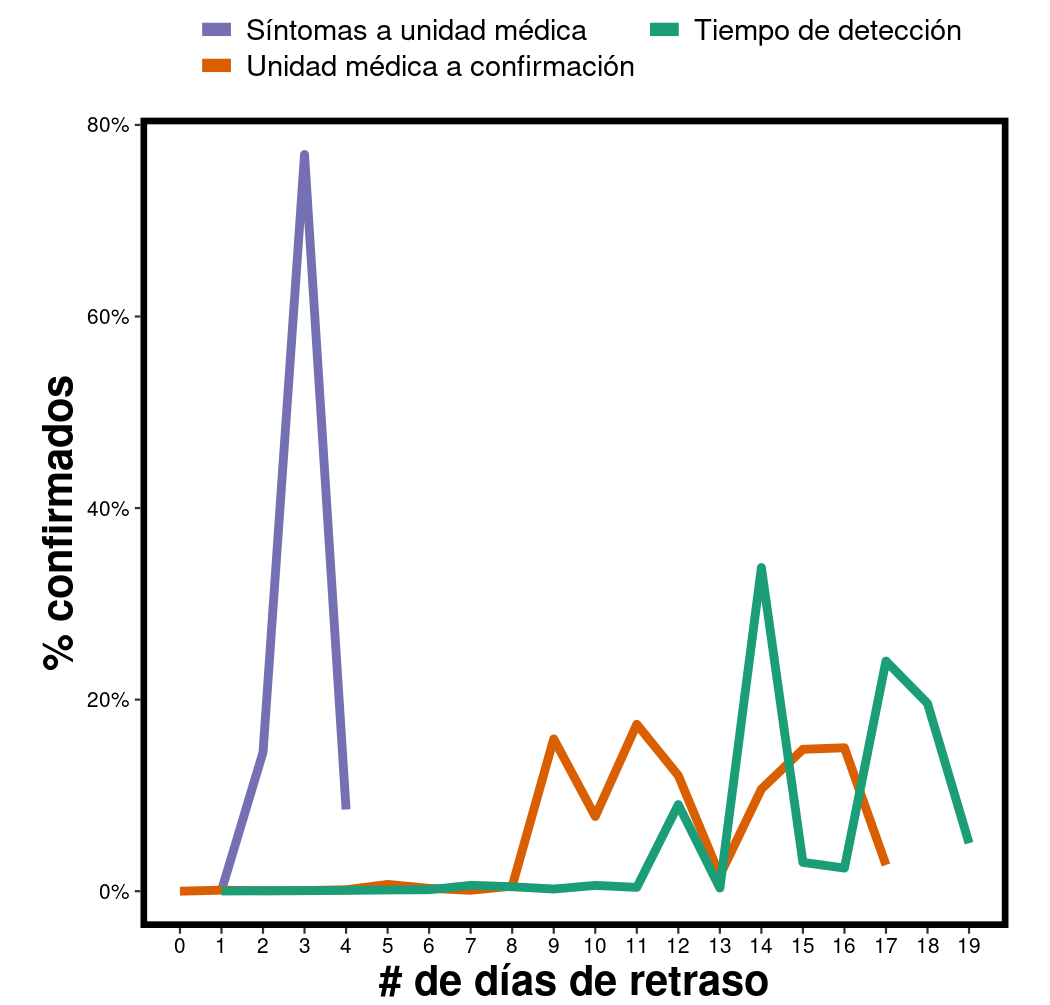 Síntomas a unidad médica
Tiempo de detección
Unidad médica a confirmación
80%
60%
40%
20%
0%
% confirmados
0 1 2 3 4 5 6 7 8 9 10 11 12 13 14 15 16 17 18 19
# de días de retraso